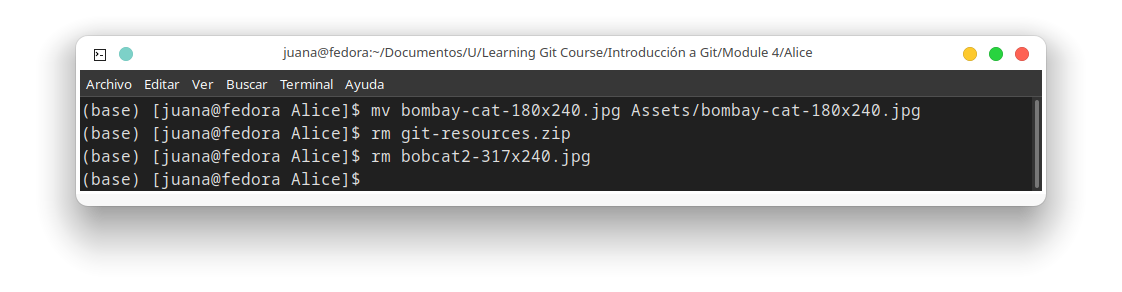 juana@fedora:~/Documentos/U/Learning Git Course/Introducción a Git/Module 4/Alice
Archivo Editar Ver Buscar Terminal Ayuda
(base) [juana@fedora Alice]$ mv bombay-cat-180x240.jpg Assets/bombay-cat-180x240.jpg
(base) [juana@fedora Alice]$ rm git-resources.zip
(base) [juana@fedora Alice]$ rm bobcat2-317x240.jpg
(base) [juana@fedora Alice]$